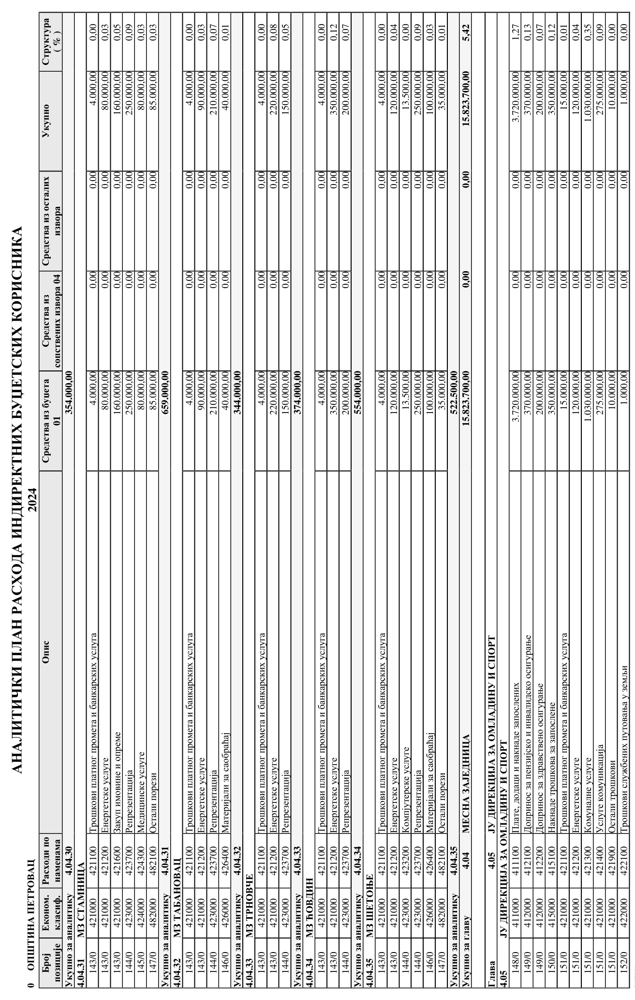 АНАЛИТИЧКИ ПЛАН РАСХОДА ИНДИРЕКТНИХ БУЏЕТСКИХ КОРИСНИКА
2024
0 ОПШТИНА ПЕТРОВАЦ
Број позиције Економ. класиф. Расходи по наменама Опис Средства из буџета 01 Средства из сопствених извора 04 Средства из осталих извора Укупно Структура ( % )
Укупно за аналитику 4.04.30 354.000,00
4.04.31 МЗ СТАМНИЦА
143/0 421000 421100 Трошкови платног промета и банкарских услуга 4.000,00 0,00 0,00 4.000,00 0,00
143/0 421000 421200 Енергетске услуге 80.000,00 0,00 0,00 80.000,00 0,03
143/0 421000 421600 Закуп имовине и опреме 160.000,00 0,00 0,00 160.000,00 0,05
144/0 423000 423700 Репрезентација 250.000,00 0,00 0,00 250.000,00 0,09
145/0 424000 424300 Медицинске услуге 80.000,00 0,00 0,00 80.000,00 0,03
147/0 482000 482100 Остали порези 85.000,00 0,00 0,00 85.000,00 0,03
Укупно за аналитику 4.04.31 659.000,00
4.04.32 МЗ ТАБАНОВАЦ
143/0 421000 421100 Трошкови платног промета и банкарских услуга 4.000,00 0,00 0,00 4.000,00 0,00
143/0 421000 421200 Енергетске услуге 90.000,00 0,00 0,00 90.000,00 0,03
144/0 423000 423700 Репрезентација 210.000,00 0,00 0,00 210.000,00 0,07
146/0 426000 426400 Материјали за саобраћај 40.000,00 0,00 0,00 40.000,00 0,01
Укупно за аналитику 4.04.32 344.000,00
4.04.33 МЗ ТРНОВЧЕ
143/0 421000 421100 Трошкови платног промета и банкарских услуга 4.000,00 0,00 0,00 4.000,00 0,00
143/0 421000 421200 Енергетске услуге 220.000,00 0,00 0,00 220.000,00 0,08
144/0 423000 423700 Репрезентација 150.000,00 0,00 0,00 150.000,00 0,05
Укупно за аналитику 4.04.33 374.000,00
4.04.34 МЗ ЋОВДИН
143/0 421000 421100 Трошкови платног промета и банкарских услуга 4.000,00 0,00 0,00 4.000,00 0,00
143/0 421000 421200 Енергетске услуге 350.000,00 0,00 0,00 350.000,00 0,12
144/0 423000 423700 Репрезентација 200.000,00 0,00 0,00 200.000,00 0,07
Укупно за аналитику 4.04.34 554.000,00
4.04.35 МЗ ШЕТОЊЕ
143/0 421000 421100 Трошкови платног промета и банкарских услуга 4.000,00 0,00 0,00 4.000,00 0,00
143/0 421000 421200 Енергетске услуге 120.000,00 0,00 0,00 120.000,00 0,04
144/0 423000 423200 Компјутерске услуге 13.500,00 0,00 0,00 13.500,00 0,00
144/0 423000 423700 Репрезентација 250.000,00 0,00 0,00 250.000,00 0,09
146/0 426000 426400 Материјали за саобраћај 100.000,00 0,00 0,00 100.000,00 0,03
147/0 482000 482100 Остали порези 35.000,00 0,00 0,00 35.000,00 0,01
Укупно за аналитику 4.04.35 522.500,00
Укупно за главу 4.04 МЕСНА ЗАЈЕДНИЦА 15.823.700,00 0,00 0,00 15.823.700,00 5,42
Глава 4.05 ЈУ ДИРЕКЦИЈА ЗА ОМЛАДИНУ И СПОРТ
4.05 ЈУ ДИРЕКЦИЈА ЗА ОМЛАДИНУ И СПОРТ
148/0 411000 411100 Плате, додаци и накнаде запослених 3.720.000,00 0,00 0,00 3.720.000,00 1,27
149/0 412000 412100 Допринос за пензијско и инвалидско осигурање 370.000,00 0,00 0,00 370.000,00 0,13
149/0 412000 412200 Допринос за здравствено осигурање 200.000,00 0,00 0,00 200.000,00 0,07
150/0 415000 415100 Накнаде трошкова за запослене 350.000,00 0,00 0,00 350.000,00 0,12
151/0 421000 421100 Трошкови платног промета и банкарских услуга 15.000,00 0,00 0,00 15.000,00 0,01
151/0 421000 421200 Енергетске услуге 120.000,00 0,00 0,00 120.000,00 0,04
151/0 421000 421300 Комуналне услуге 1.030.000,00 0,00 0,00 1.030.000,00 0,35
151/0 421000 421400 Услуге комуникација 275.000,00 0,00 0,00 275.000,00 0,09
151/0 421000 421900 Остали трошкови 10.000,00 0,00 0,00 10.000,00 0,00
152/0 422000 422100 Трошкови службених путовања у земљи 1.000,00 0,00 0,00 1.000,00 0,00